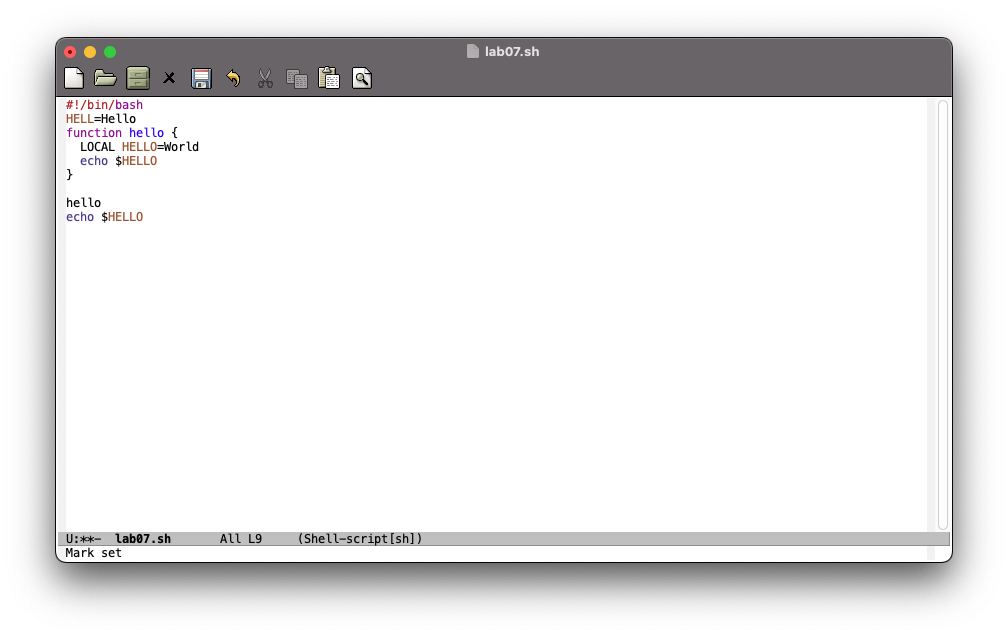 lab07.sh
#!/bin/bash
HELL=Hello
function hello {
  LOCAL HELLO=World
  echo $HELLO
}
hello
echo $HELLO
U:**-  lab07.sh       All L9     (Shell-script[sh])
Mark set